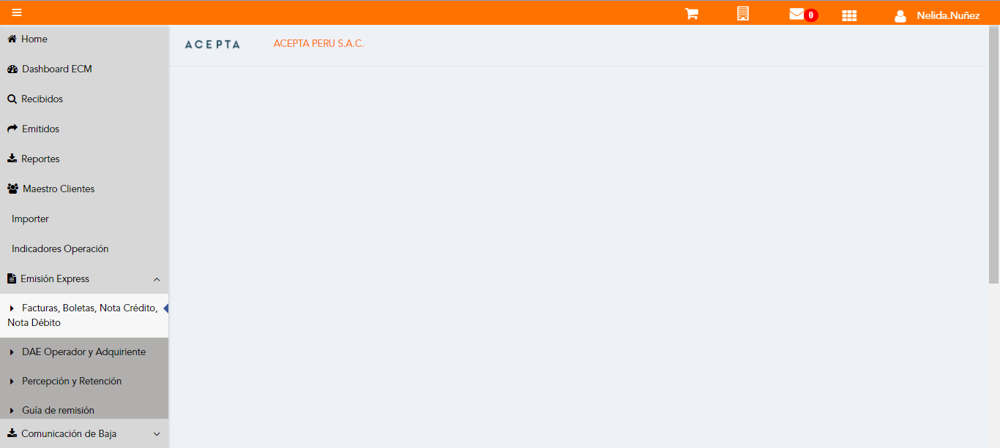 0
Nelida.Nuñez
Home
ACEPTA
ACEPTA PERU S.A.C.
Dashboard ECM
Recibidos
Emitidos
Reportes
Maestro Clientes
Importer
Indicadores Operación
Emisión Express
Facturas, Boletas, Nota Crédito,
Nota Débito
DAE Operador y Adquiriente
Percepción y Retención
Guía de remisión
Comunicación de Baja